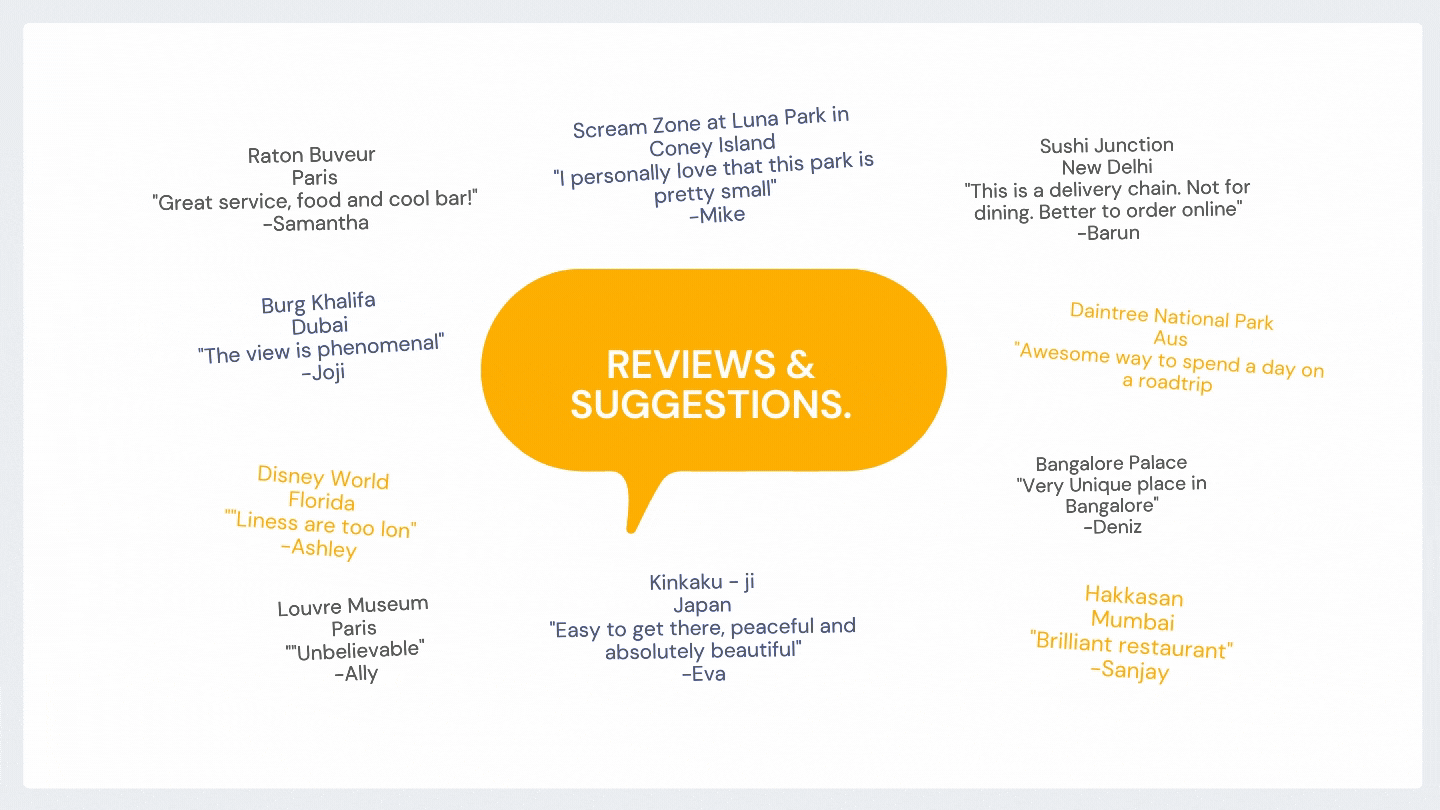 Raton Buveur
Paris
"Great service, food and cool bar!"
-Samantha
Scream Zone at Luna Park in
Coney Island
"I personally love that this park is
pretty small"
-Mike
Sushi Junction
New Delhi
"This is a delivery chain. Not for
dining. Better to order online"
-Barun
Burg Khalifa
Dubai
"The view is phenomenal"
-Joji
REVIEWS &
SUGGESTIONS.
Daintree National Park
Aus
"Awesome way to spend a day on
a roadtrip
Disney World
Florida
""Liness are too lon"
-Ashley
Bangalore Palace
"Very Unique place in
Bangalore"
-Deniz
Louvre Museum
Paris
""Unbelievable"
-Ally
Kinkaku - ji
Japan
"Easy to get there, peaceful and
absolutely beautiful"
-Eva
Hakkasan
Mumbai
"Brilliant restaurant"
-Sanjay